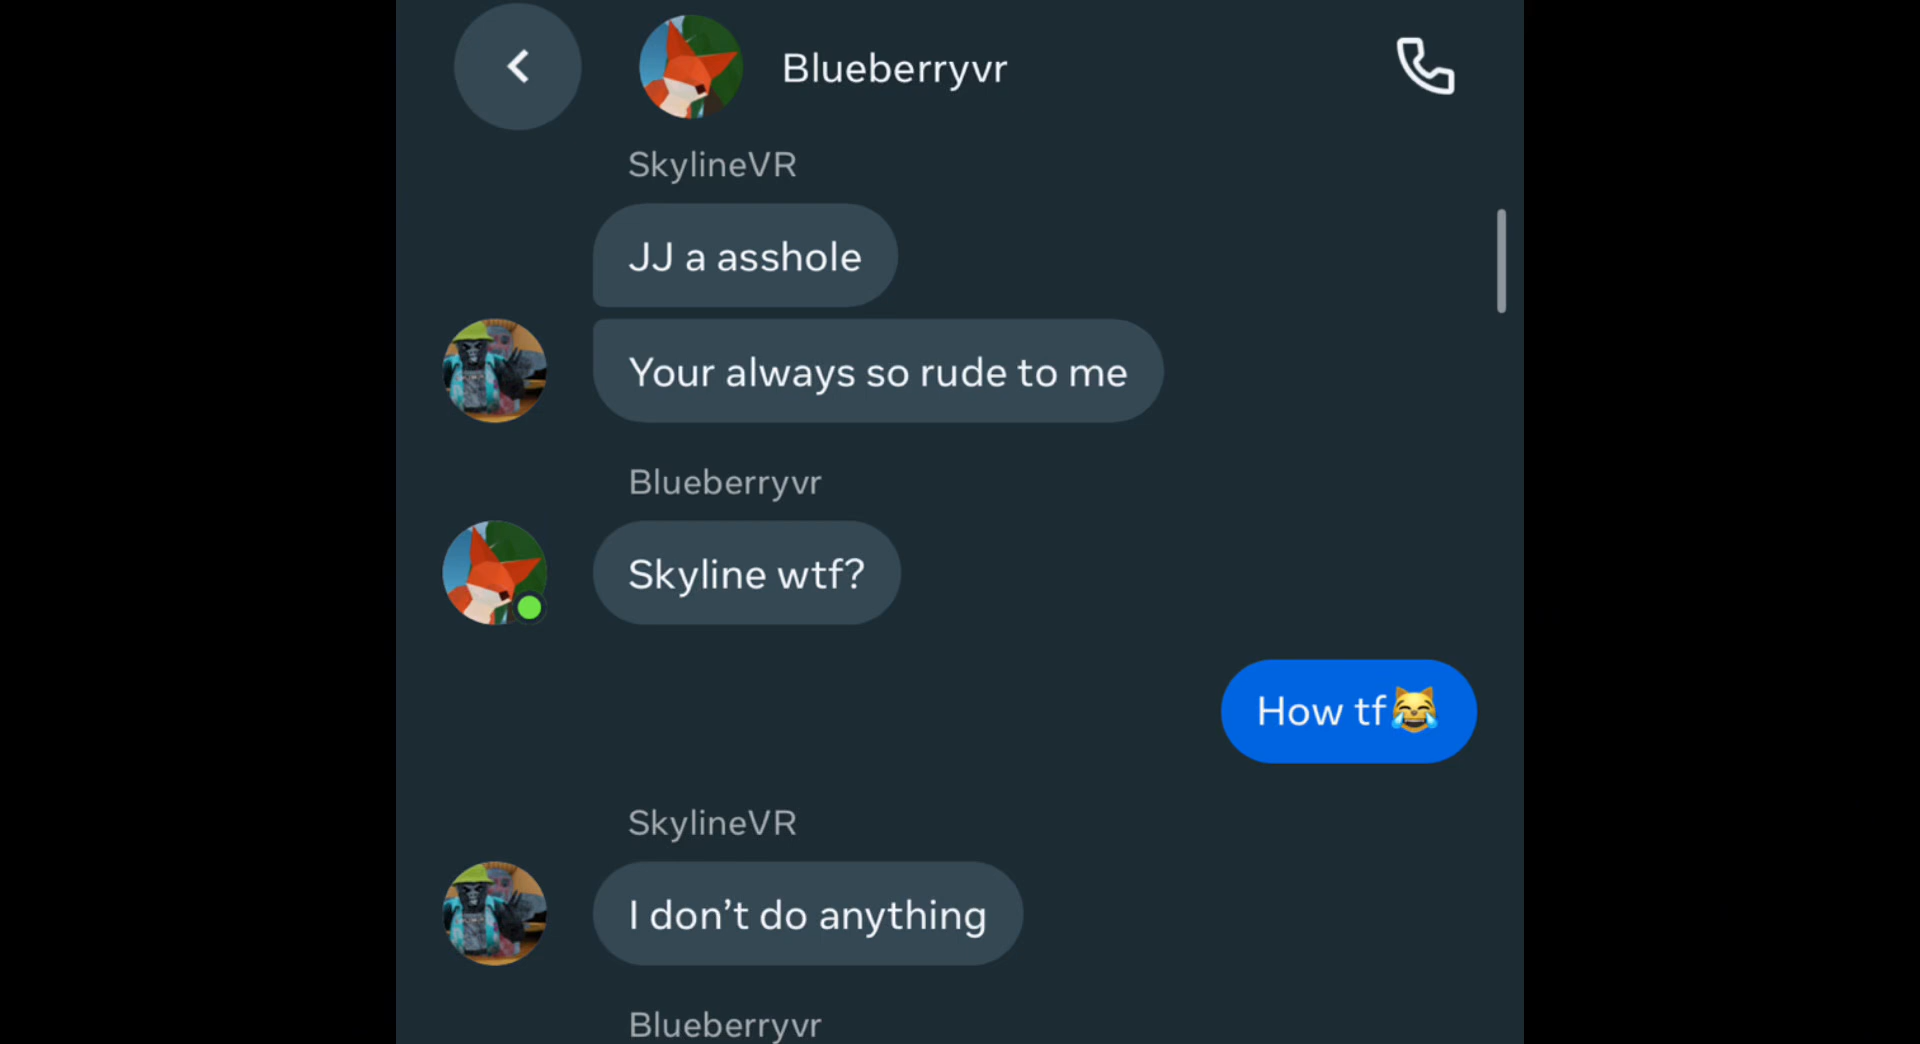 Blueberryvr
SkylineVR
JJ a asshole
Your always so rude to me
Blueberryvr
Skyline wtf?
How tf😹
SkylineVR
I don’t do anything
Blueberryvr